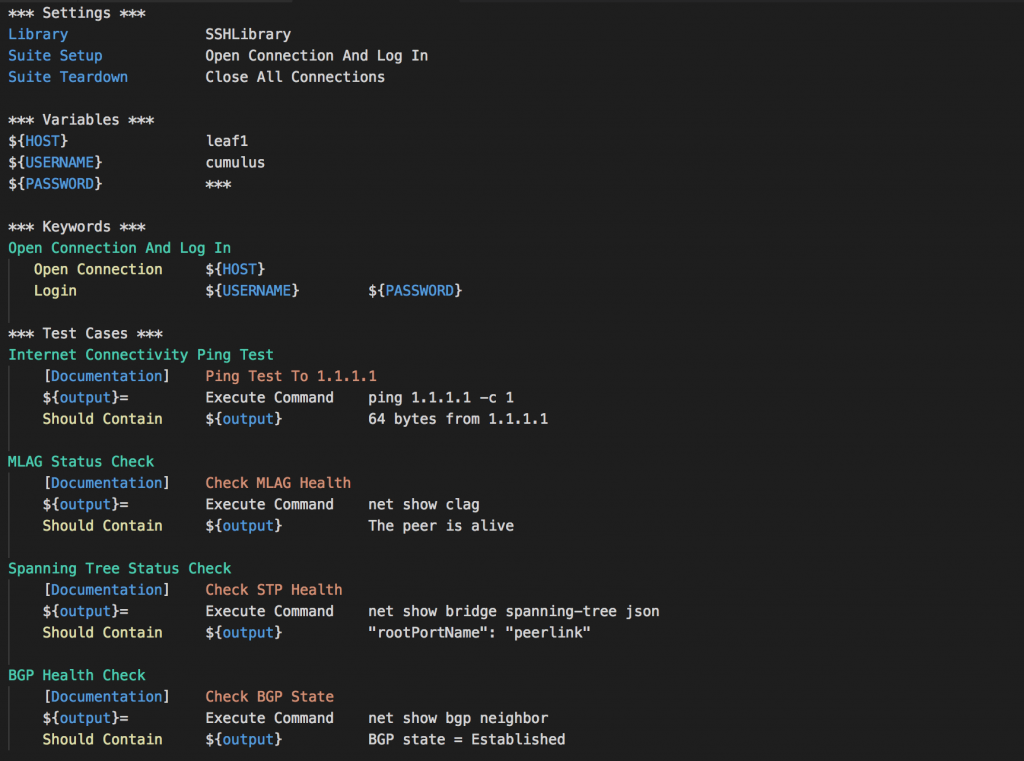 *** Settings ***
Library SSHLibrary
Suite Setup Open Connection And Log In
Suite Teardown Close All Connections
*** Variables ***
${HOST} leaf1
${USERNAME} cumulus
${PASSWORD} ***
*** Keywords ***
Open Connection And Log In
Open Connection ${HOST}
Login ${USERNAME} ${PASSWORD}
*** Test Cases ***
Internet Connectivity Ping Test
[Documentation] Ping Test To 1.1.1.1
${output}= Execute Command ping 1.1.1.1 -c 1
Should Contain ${output} 64 bytes from 1.1.1.1
MLAG Status Check
[Documentation] Check MLAG Health
${output}= Execute Command net show clag
Should Contain ${output} The peer is alive
Spanning Tree Status Check
[Documentation] Check STP Health
${output}= Execute Command net show bridge spanning-tree json
Should Contain ${output} "rootPortName": "peerlink"
BGP Health Check
[Documentation] Check BGP State
${output}= Execute Command net show bgp neighbor
Should Contain ${output} BGP state = Established